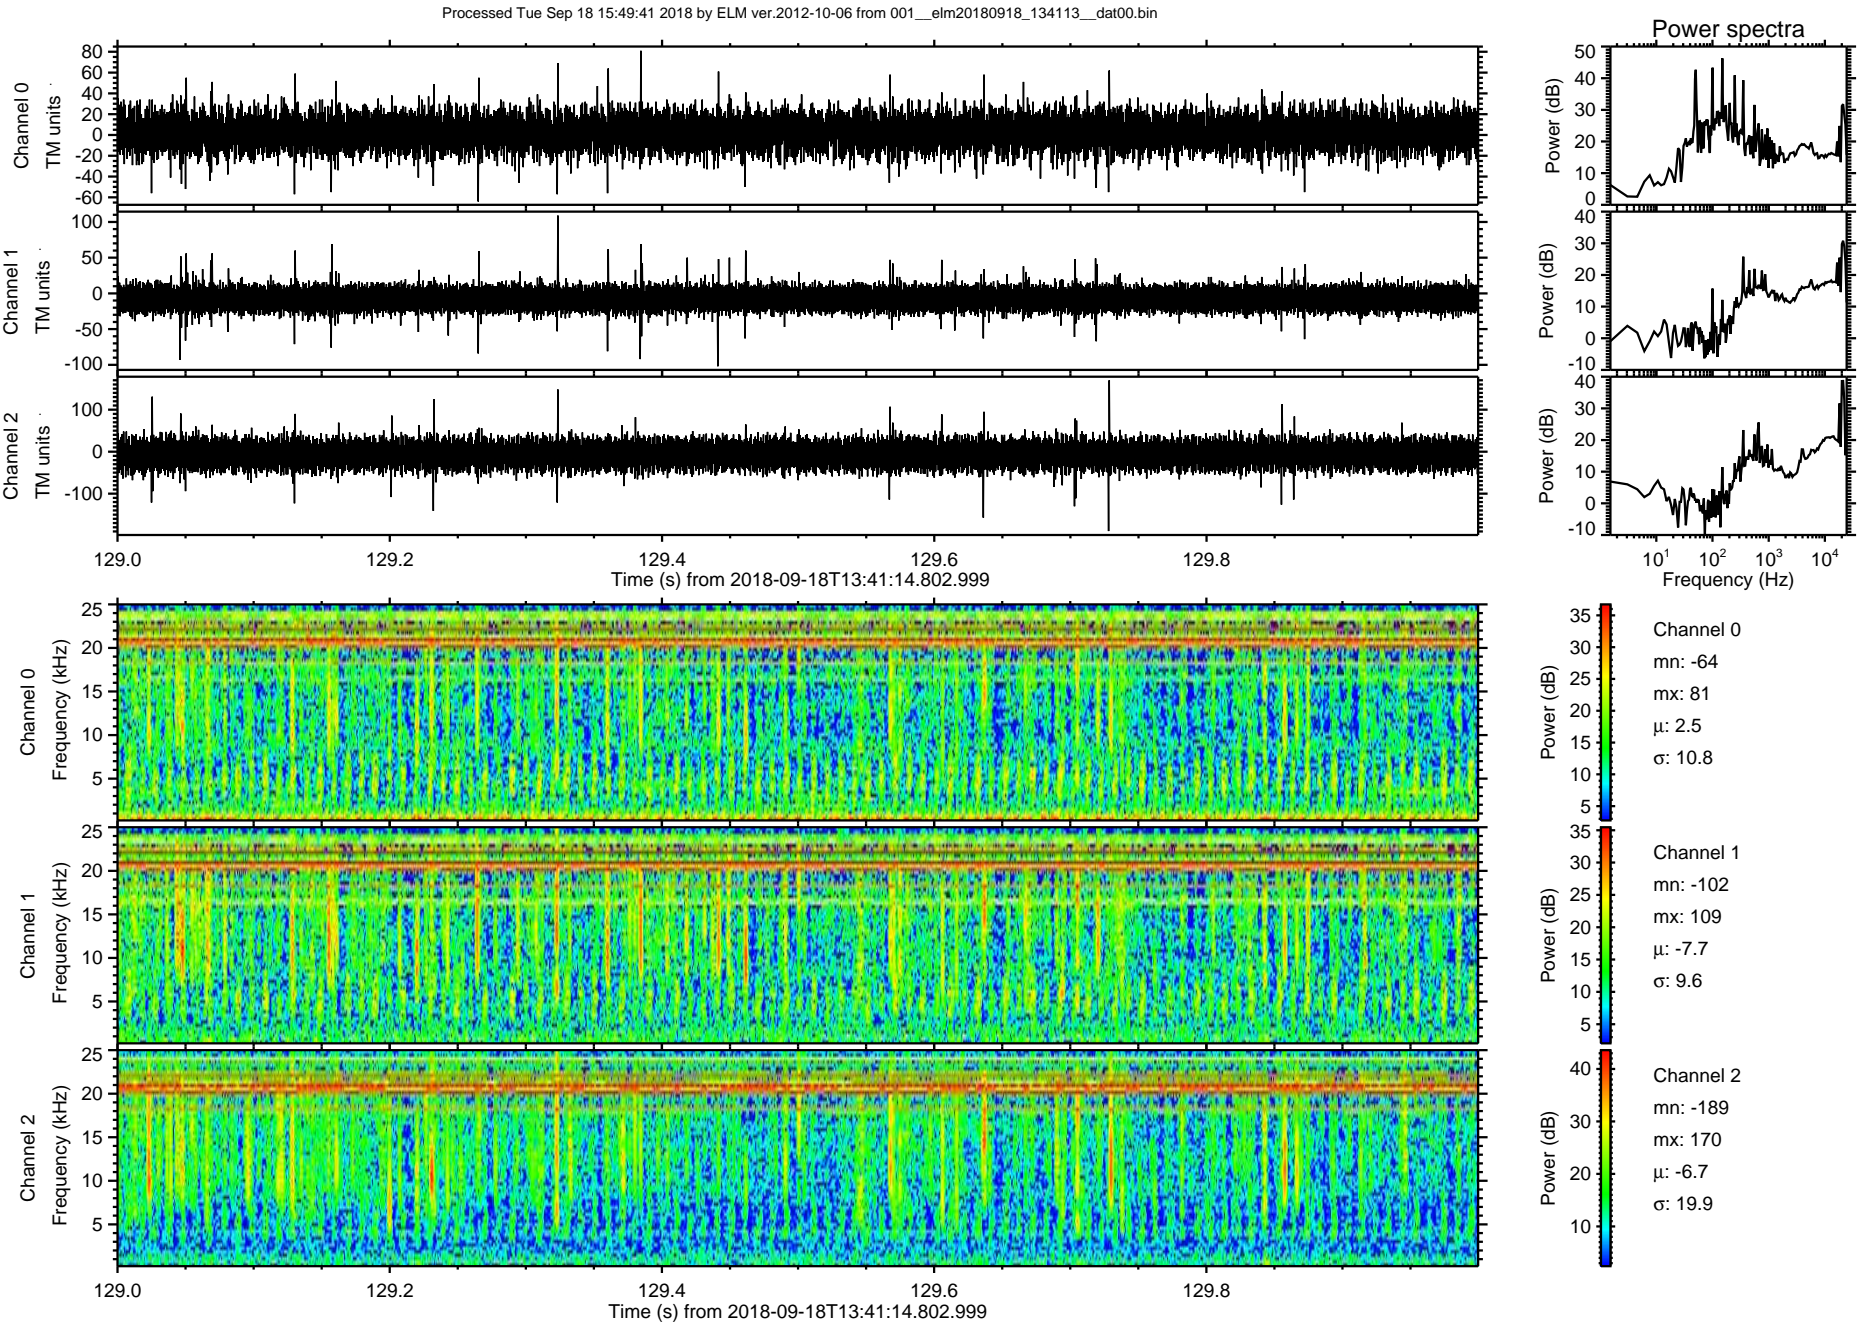 Processed Tue Sep 18 15:49:41 2018 by ELM ver.2012-10-06 from 001__elm20180918_134113__dat00.bin
Power spectra
Channel 0
TM units
80
60
40
20
0
-20
-40
-60
Power (dB)
50
40
30
20
10
0
Channel 1
TM units
100
50
0
-50
-100
Power (dB)
40
30
20
10
0
-10
Channel 2
TM units
100
0
-100
Power (dB)
40
30
20
10
0
-10
129.0 129.2 129.4 129.6 129.8
Time (s) from 2018-09-18T13:41:14.802.999
10¹ 10² 10³ 10⁴
Frequency (Hz)
Channel 0
Frequency (kHz)
25
20
15
10
5
Power (dB)
35
30
25
20
15
10
5
Channel 0
mn: -64
mx: 81
μ: 2.5
σ: 10.8
Channel 1
Frequency (kHz)
25
20
15
10
5
Power (dB)
35
30
25
20
15
10
5
Channel 1
mn: -102
mx: 109
μ: -7.7
σ: 9.6
Channel 2
Frequency (kHz)
25
20
15
10
5
Power (dB)
40
30
20
10
Channel 2
mn: -189
mx: 170
μ: -6.7
σ: 19.9
129.0 129.2 129.4 129.6 129.8
Time (s) from 2018-09-18T13:41:14.802.999